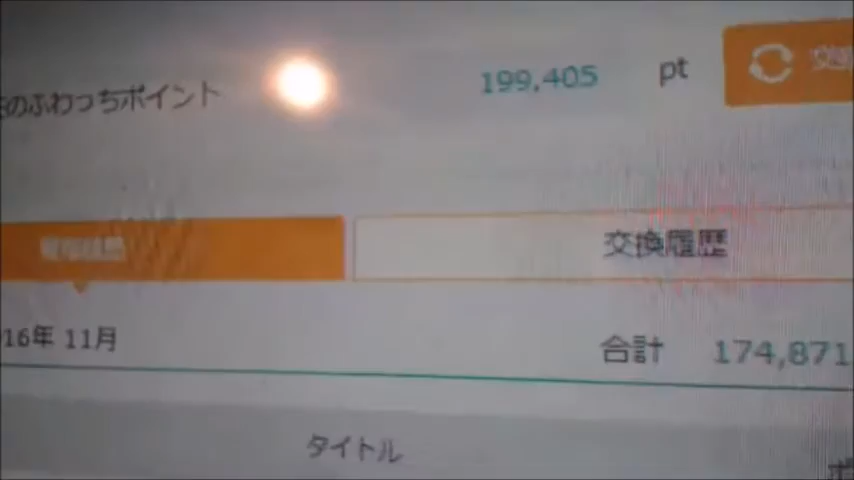 のふわっちポイント 199,405 pt 交
交換履歴
16年 11月 合計 174,871
タイトル